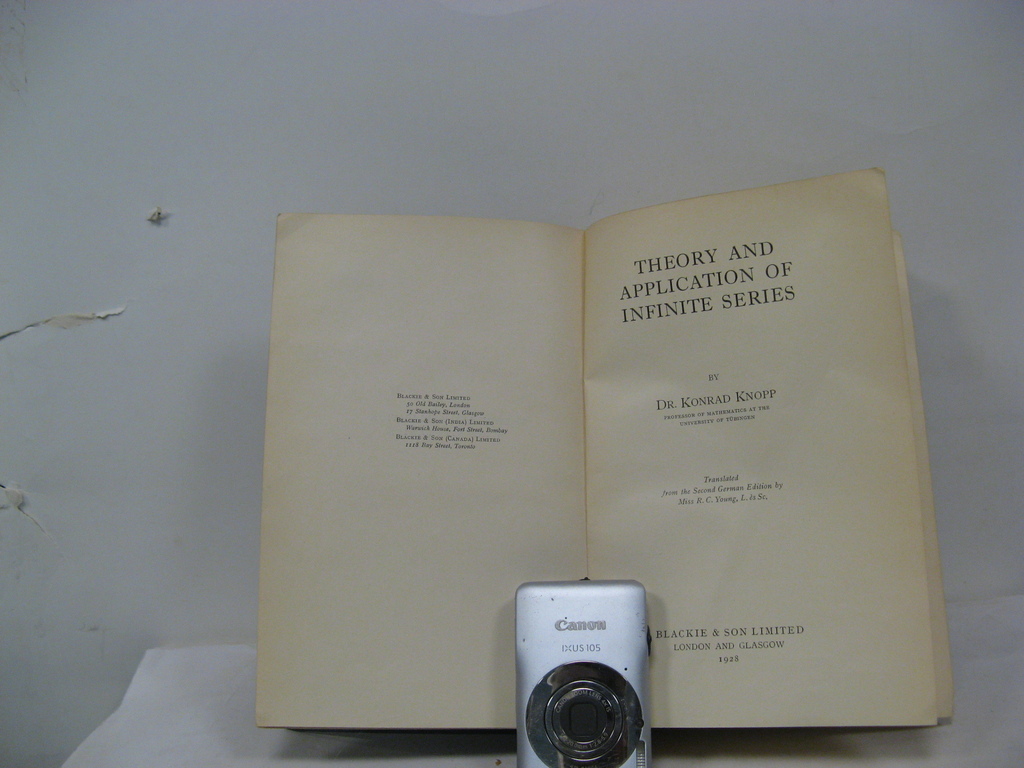 BLACKIE & SON LIMITED
50 Old Bailey, London
17 Stanhope Street, Glasgow
BLACKIE & SON (INDIA) LIMITED
Warwick House, Fort Street, Bombay
BLACKIE & SON (CANADA) LIMITED
1118 Bay Street, Toronto
THEORY AND
APPLICATION OF
INFINITE SERIES
BY
DR. KONRAD KNOPP
PROFESSOR OF MATHEMATICS AT THE
UNIVERSITY OF TÜBINGEN
Translated
from the Second German Edition by
Miss R. C. Young, L. ès Sc.
BLACKIE & SON LIMITED
LONDON AND GLASGOW
1928
Canon
IXUS 105